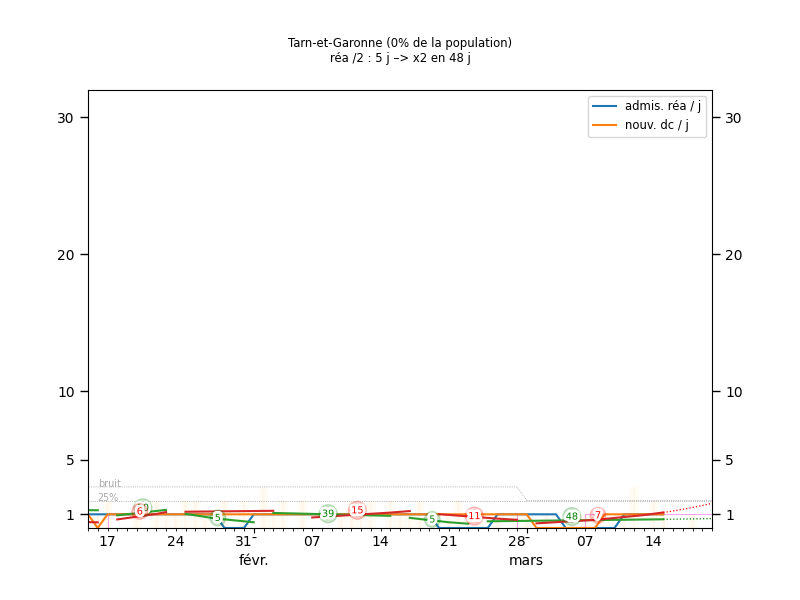 Tarn-et-Garonne (0% de la population)
réa /2 : 5 j –> x2 en 48 j
admis. réa / j
nouv. dc / j
30 30
20 20
10 10
5 5
bruit
25%
1 6 5 39 15 5 11 48 7 1
17 24 31 07 14 21 28 07 14
févr. mars